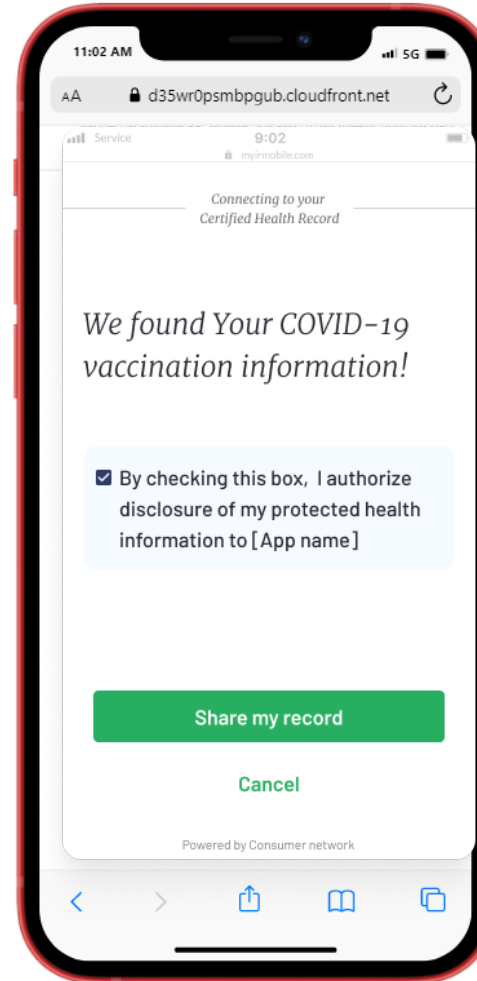 11:02 AM
5G
AA
d35wr0psmbpgub.cloudfront.net
Service
9:02
myirmobile.com
Connecting to your
Certified Health Record
We found Your COVID-19
vaccination information!
By checking this box, I authorize
disclosure of my protected health
information to [App name]
Share my record
Cancel
Powered by Consumer network